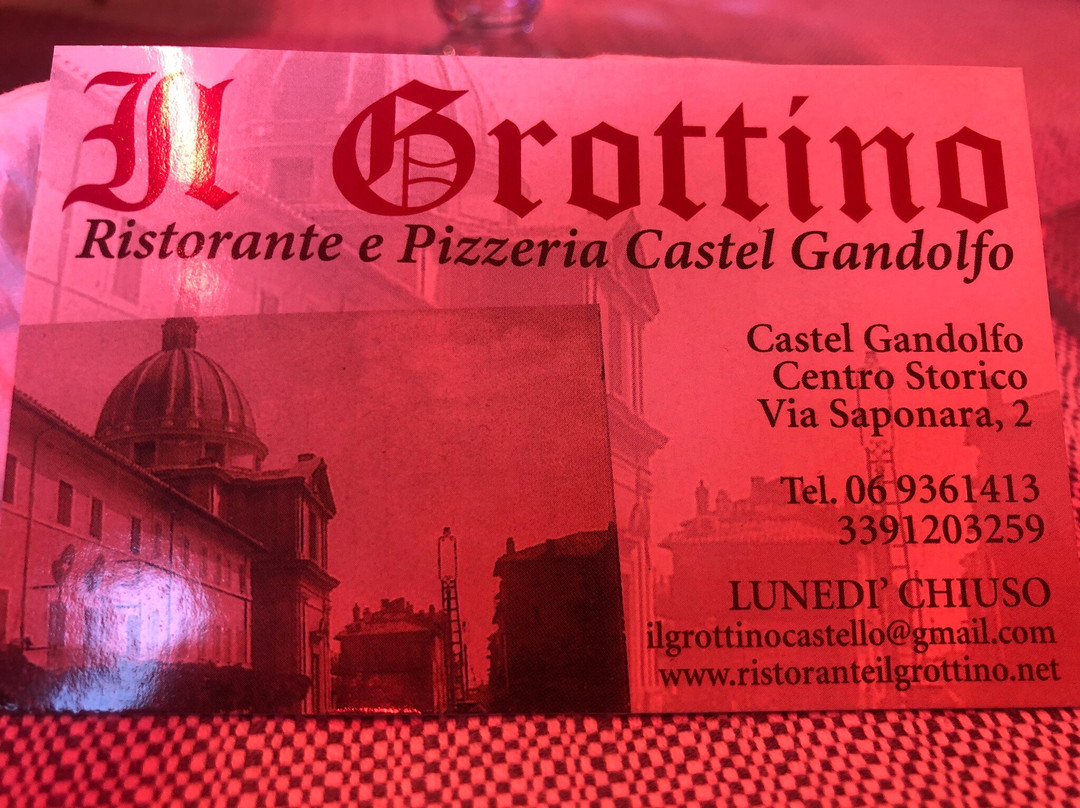 Il Grottino
Ristorante e Pizzeria Castel Gandolfo
Castel Gandolfo
Centro Storico
Via Saponara, 2
Tel. 06 9361413
3391203259
LUNEDI' CHIUSO
ilgrottinocastello@gmail.com
www.ristoranteilgrottino.net